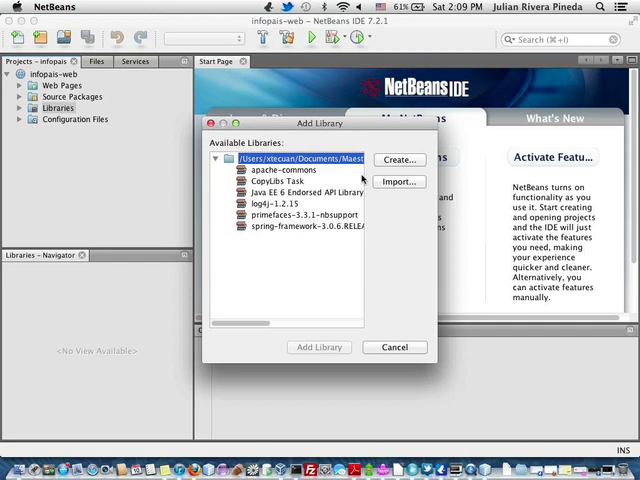 NetBeans
61%
Sat 2:09 PM
Julian Rivera Pineda
infopais-web - NetBeans IDE 7.2.1
Search (⌘+I)
Projects - infopais
Files
Services
Start Page
infopais-web
Web Pages
Source Packages
Libraries
Configuration Files
NetBeans IDE
My NetBeans
What's New
Add Library
Available Libraries:
/Users/xtecuan/Documents/Maest
Create...
Import...
apache-commons
CopyLibs Task
Java EE 6 Endorsed API Library
log4j-1.2.15
primefaces-3.3.1-nbsupport
spring-framework-3.0.6.RELEA
Activate Featu...
NetBeans turns on
functionality as you
use it. Start creating
and opening projects
and the IDE will just
activate the features
you need, making
your experience
quicker and cleaner.
Alternatively, you
can activate features
manually.
Libraries - Navigator
<No View Available>
Add Library
Cancel
INS